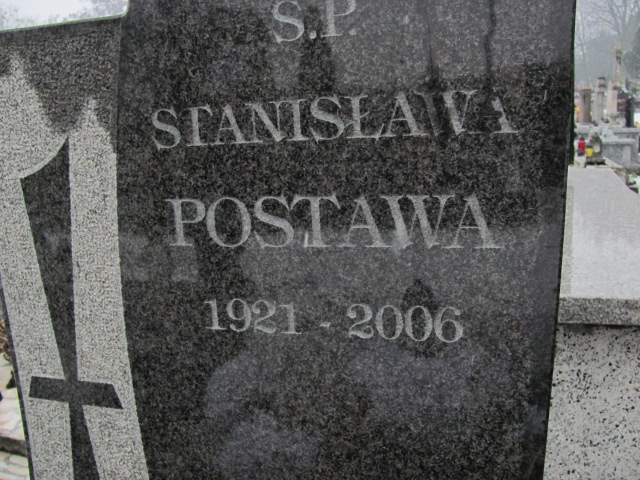 Ś.P.
STANISŁAWA
POSTAWA
1921 - 2006